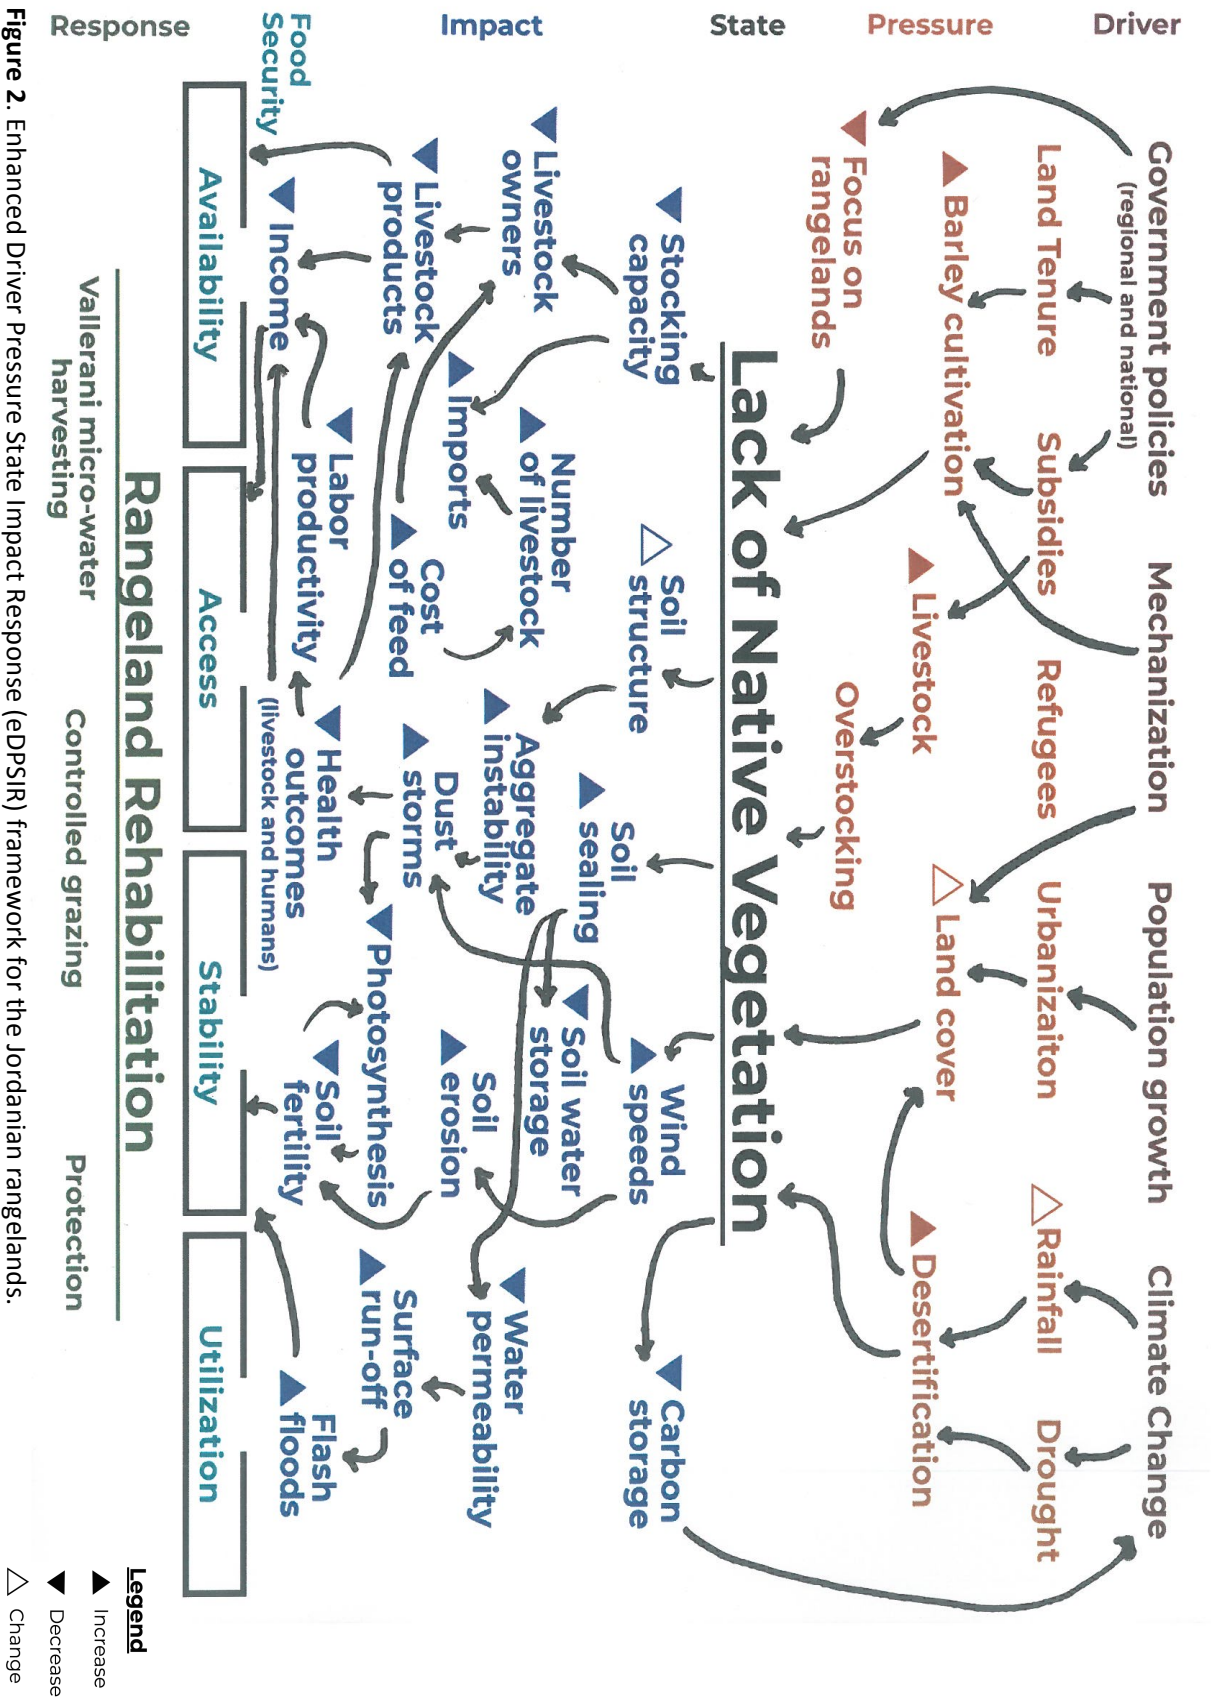 Driver
Government policies
(regional and national)
Mechanization
Population growth
Climate Change
Pressure
Land Tenure
Subsidies
Refugees
Urbanizaiton
△ Rainfall
Drought
▲ Barley cultivation
▲ Livestock
△ Land cover
▲ Desertification
▼ Focus on
rangelands
Overstocking
State
Lack of Native Vegetation
Impact
▼ Stocking
capacity
△ Soil
structure
▲ Soil
sealing
▲ Wind
speeds
▼ Carbon
storage
▼ Livestock
owners
▲ Number
of livestock
▲ Aggregate
instability
▼ Soil water
storage
▼ Water
permeability
▲ Imports
▼ Livestock
products
▲ Cost
of feed
▲ Dust
storms
▲ Soil
erosion
▲ Surface
run-off
▼ Photosynthesis
▼ Income
▼ Labor
productivity
▼ Health
outcomes
(livestock and humans)
▼ Soil
fertility
▲ Flash
floods
Food
Security
Availability
Access
Stability
Utilization
Response
Rangeland Rehabilitation
Vallerani micro-water
harvesting
Controlled grazing
Protection
Legend
▲ Increase
▼ Decrease
△ Change
Figure 2. Enhanced Driver Pressure State Impact Response (eDPSIR) framework for the Jordanian rangelands.